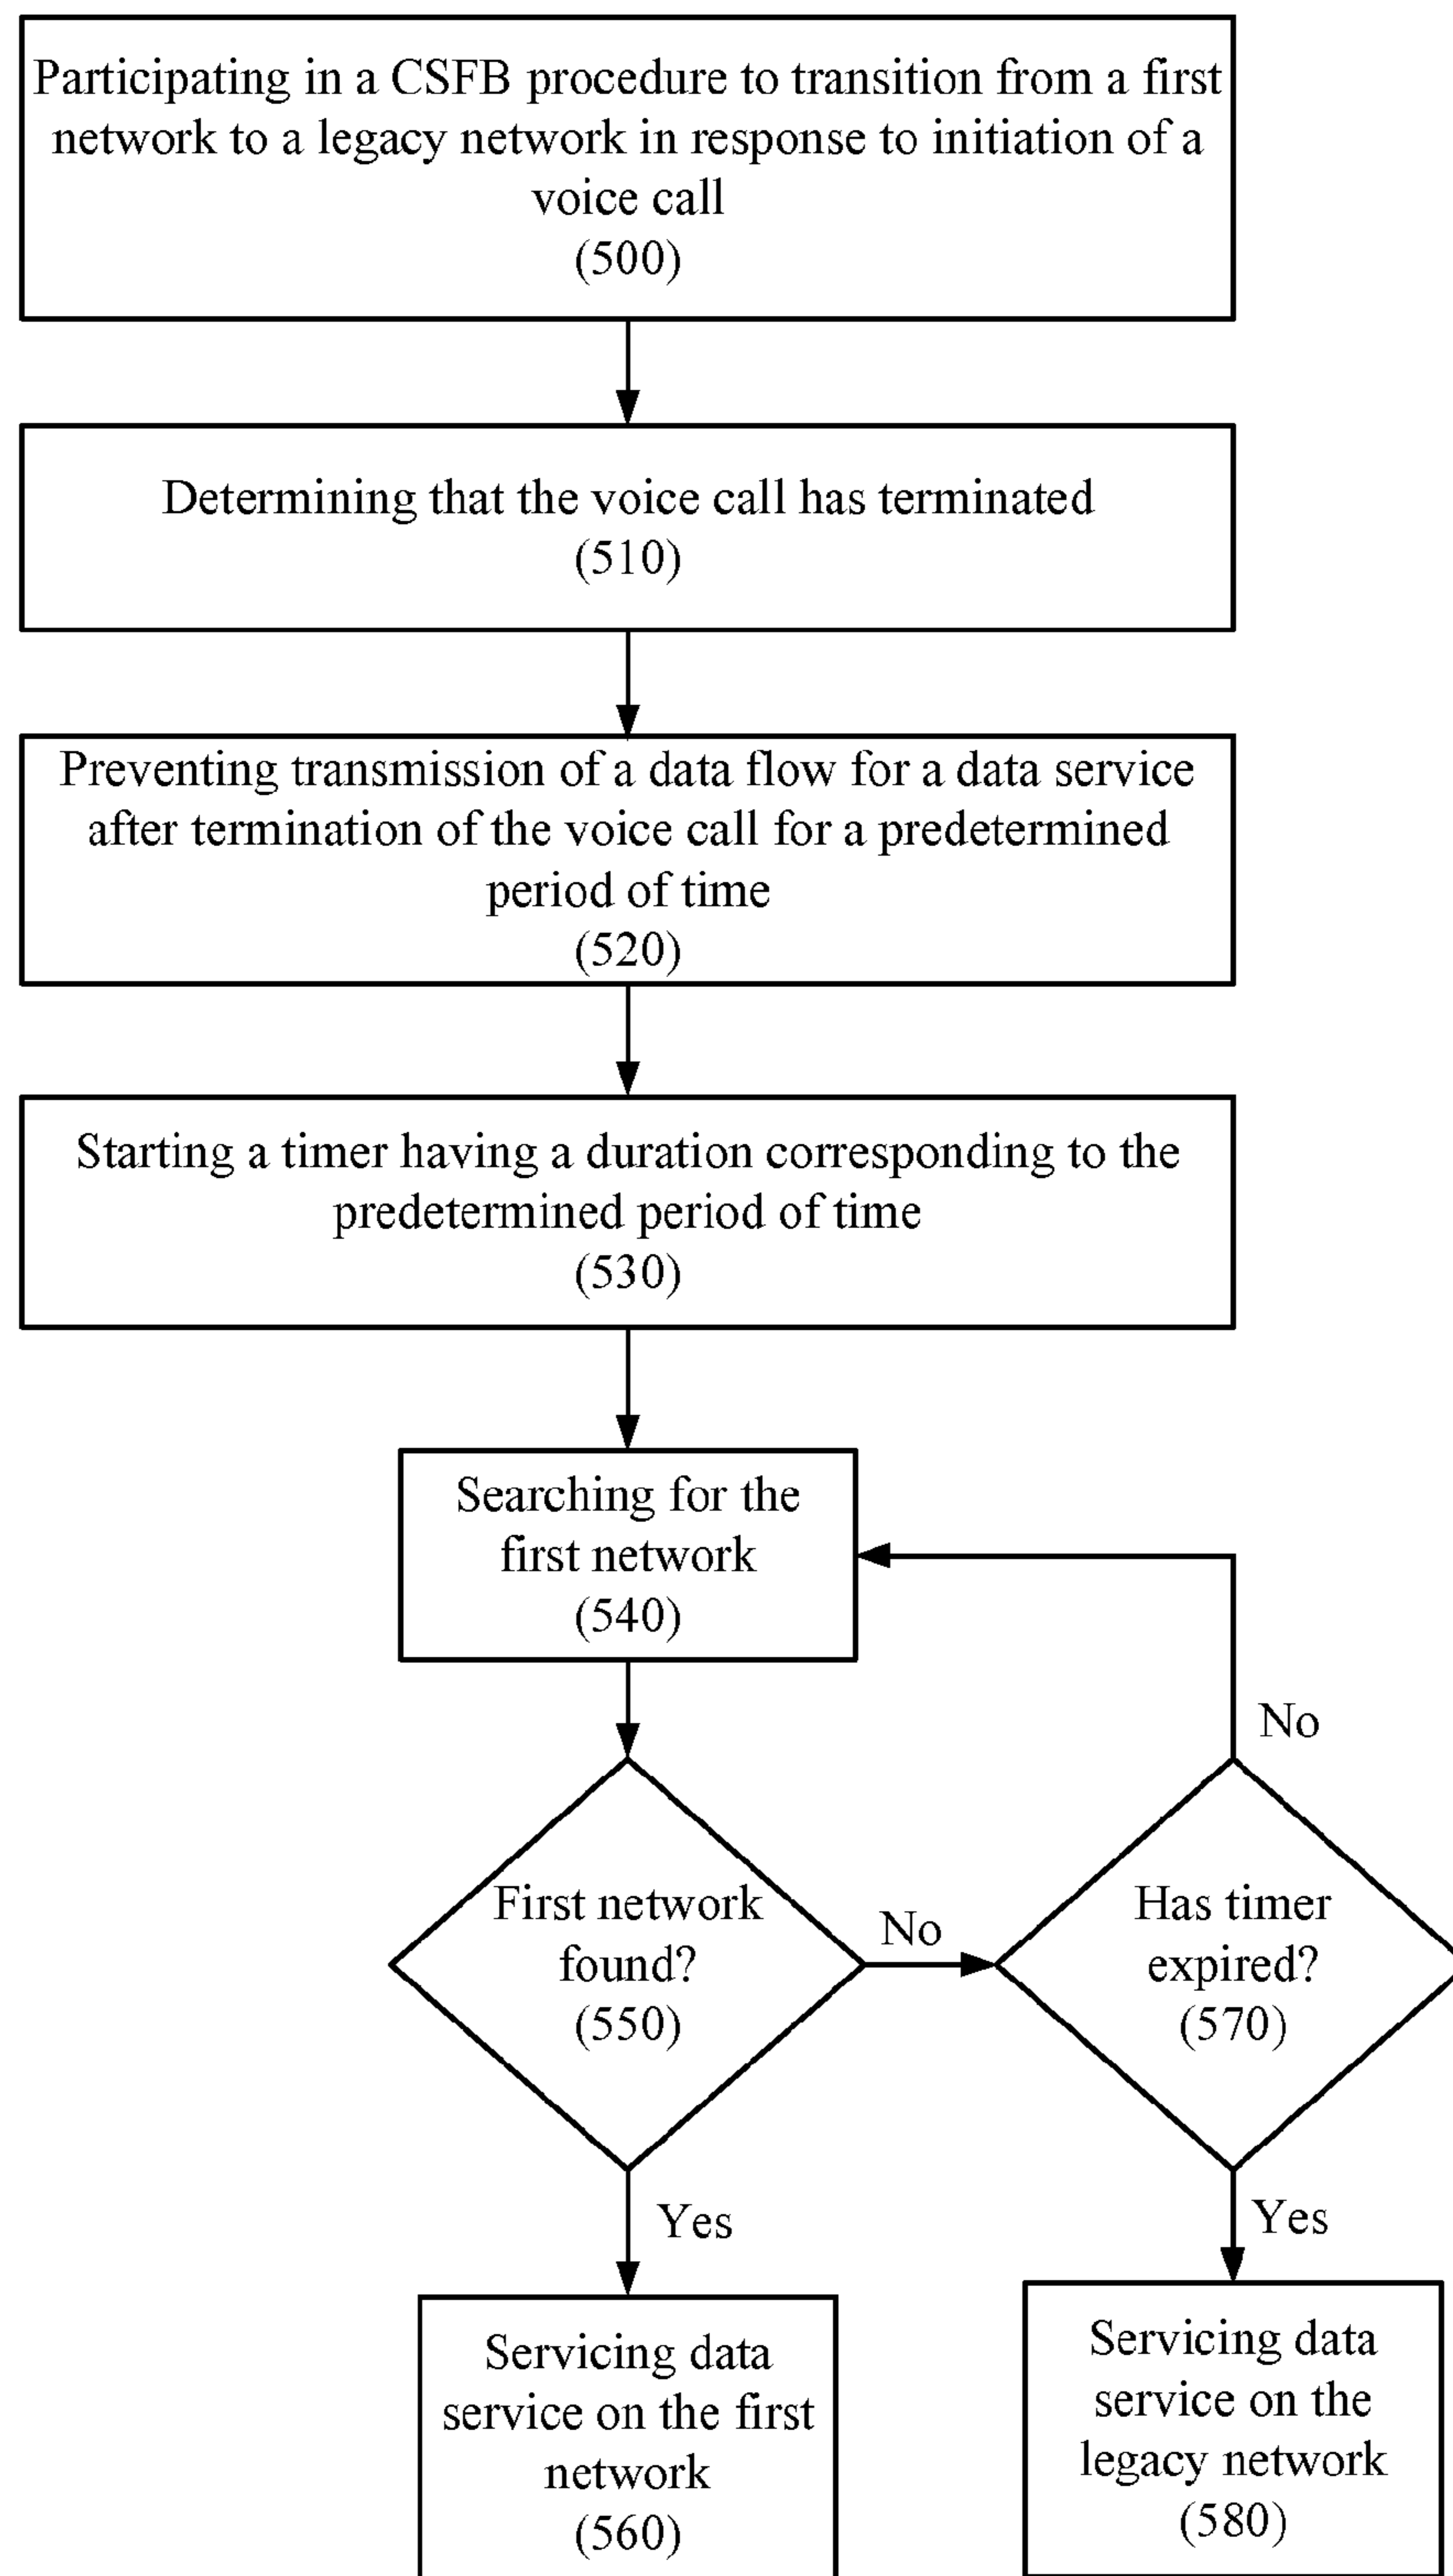 Participating in a CSFB procedure to transition from a first
network to a legacy network in response to initiation of a
voice call
(500)
Determining that the voice call has terminated
(510)
Preventing transmission of a data flow for a data service
after termination of the voice call for a predetermined
period of time
(520)
Starting a timer having a duration corresponding to the
predetermined period of time
(530)
Searching for the
first network
(540)
No
First network
found?
(550)
No
Has timer
expired?
(570)
Yes
Yes
Servicing data
service on the first
network
(560)
Servicing data
service on the
legacy network
(580)